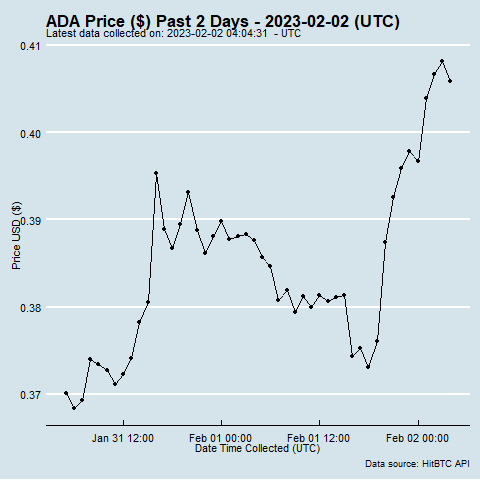 ADA Price ($) Past 2 Days - 2023-02-02 (UTC)
Latest data collected on: 2023-02-02 04:04:31  - UTC
0.41
0.40
0.39
0.38
0.37
Price USD ($)
Jan 31 12:00
Feb 01 00:00
Feb 01 12:00
Feb 02 00:00
Date Time Collected (UTC)
Data source: HitBTC API